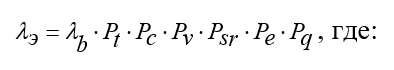 λэ = λb · Pt · Pc · Pv · Psr · Pe · Pq , где: